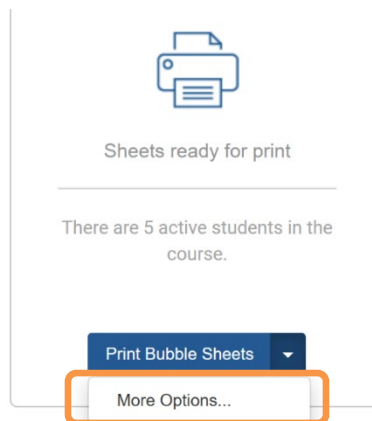 Sheets ready for print
There are 5 active students in the
course.
Print Bubble Sheets
More Options...